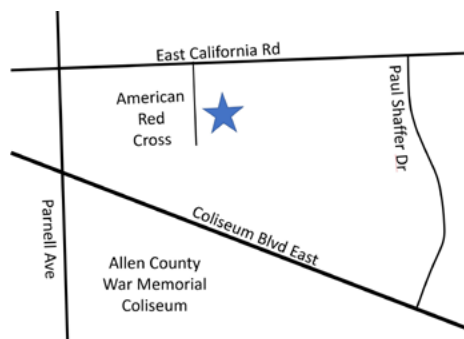 East California Rd
American
Red
Cross
Paul Shaffer Dr
Parnell Ave
Coliseum Blvd East
Allen County
War Memorial
Coliseum